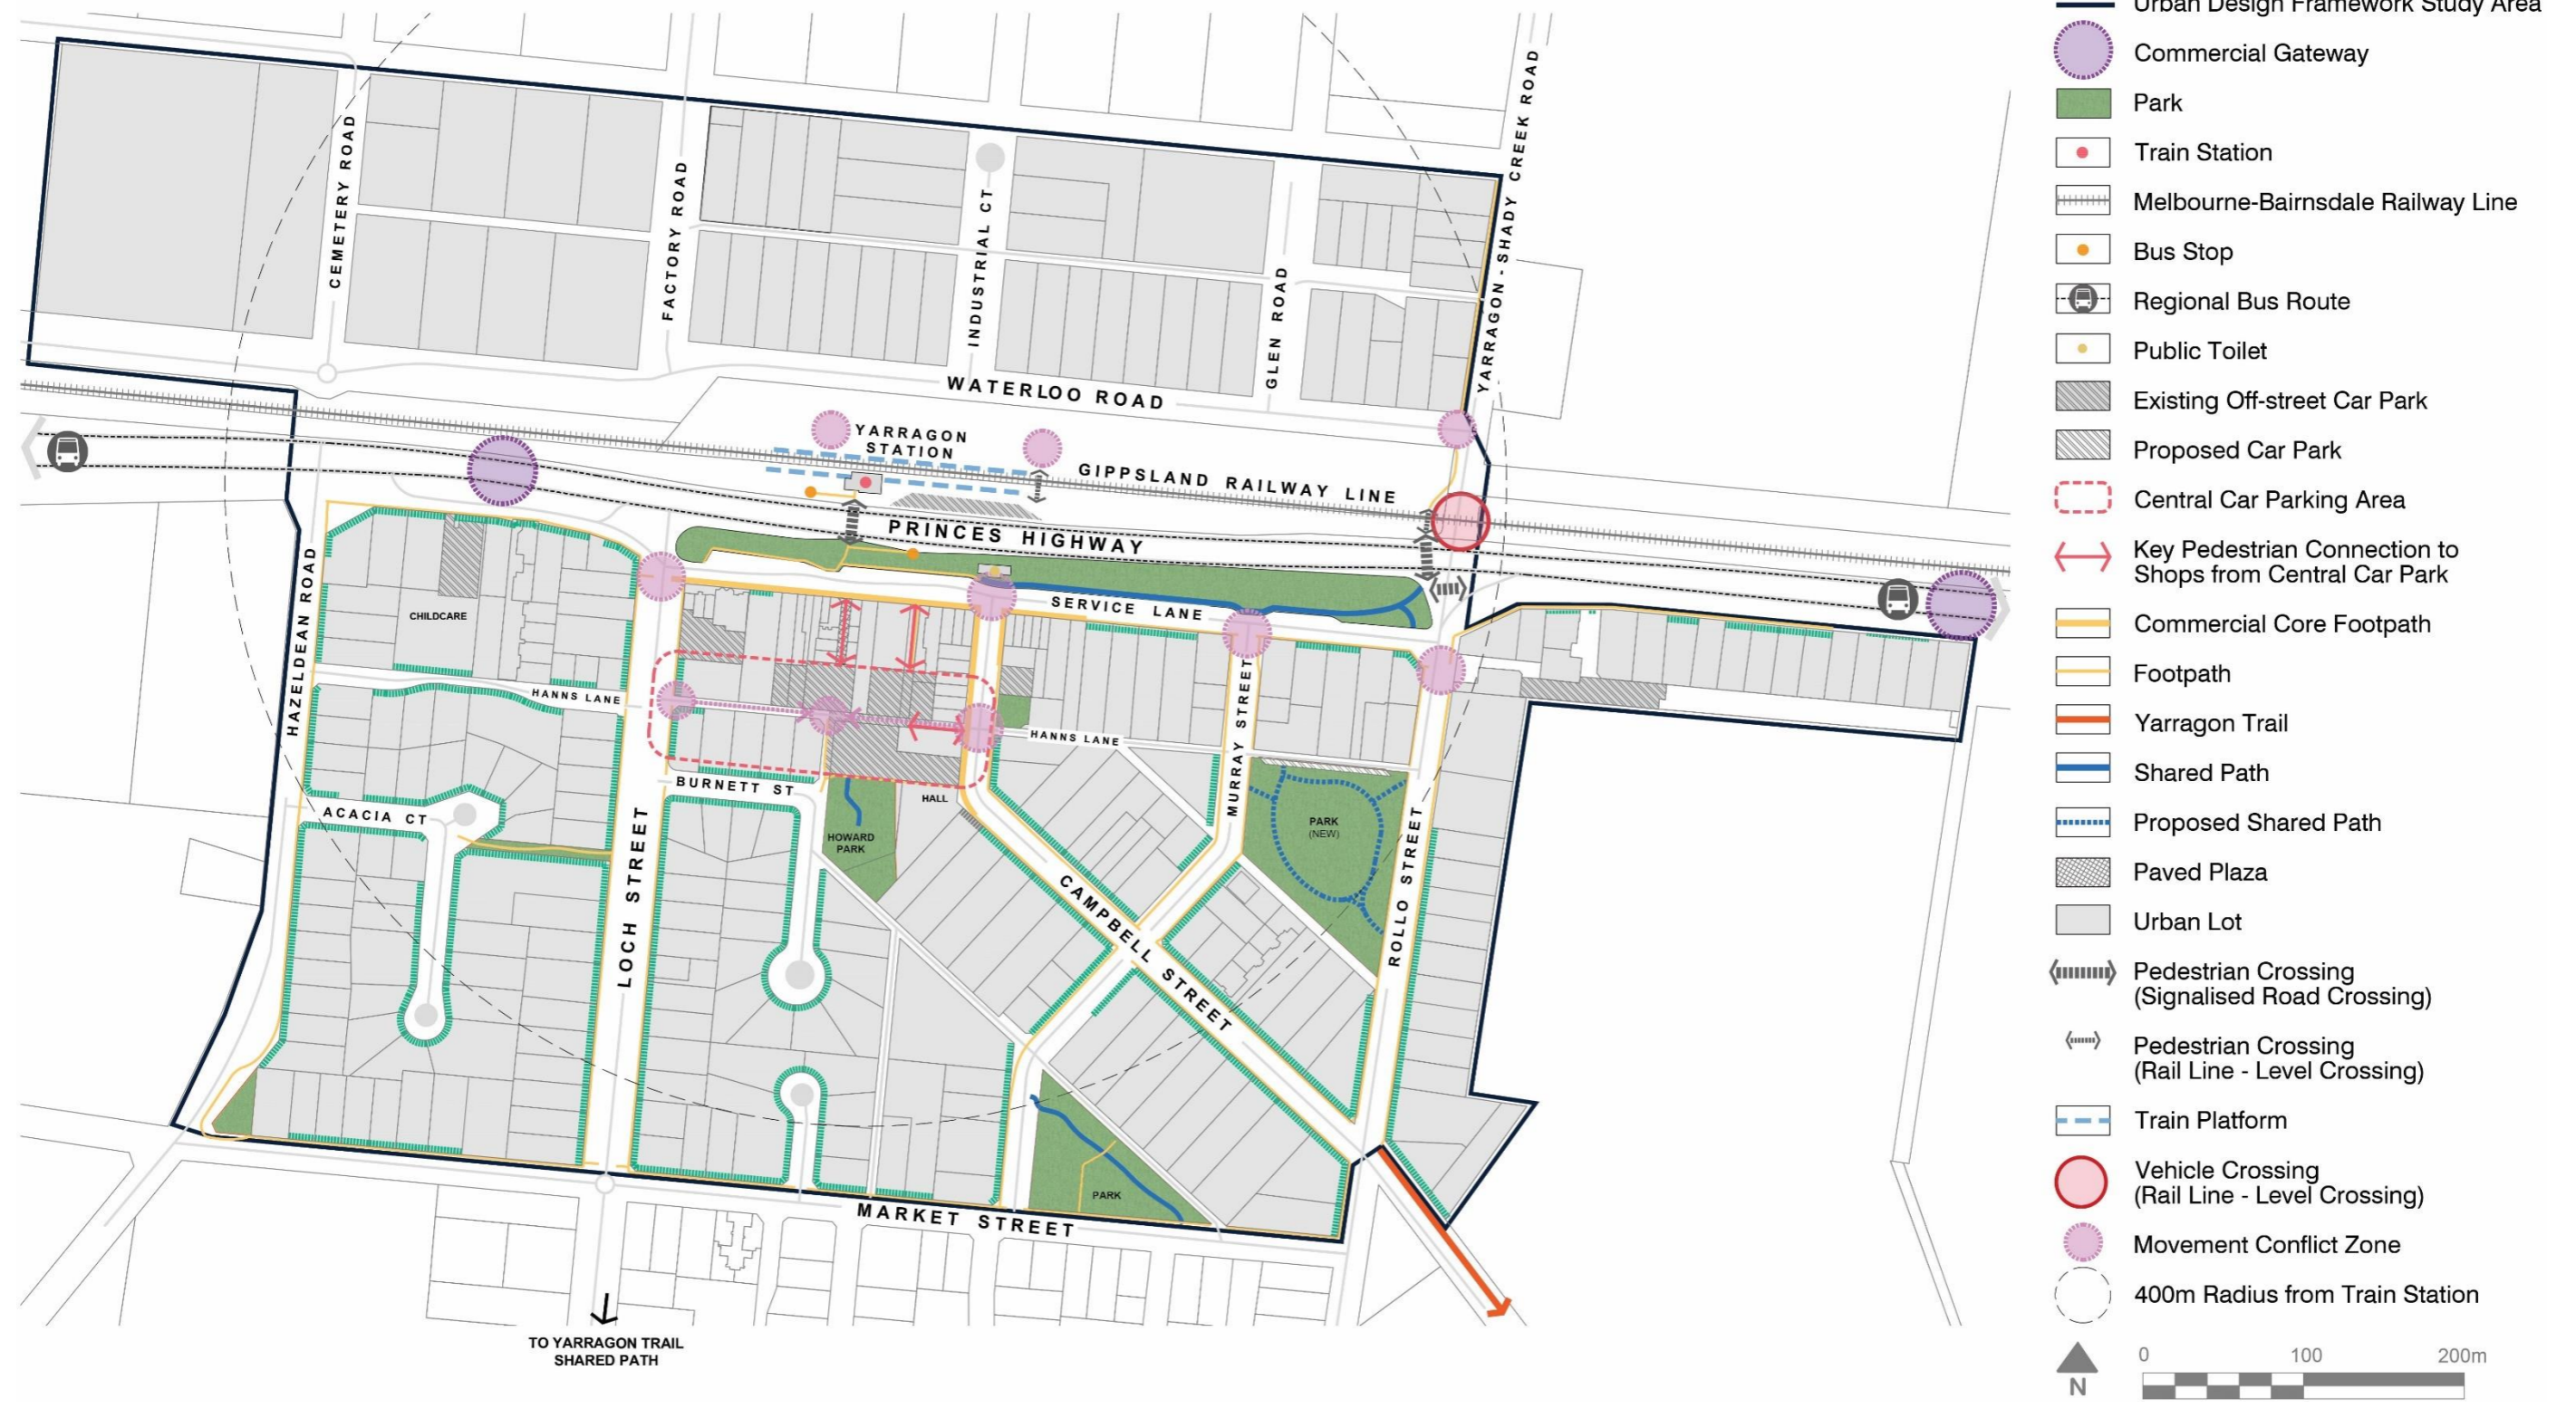 CEMETERY ROAD
FACTORY ROAD
INDUSTRIAL CT
GLEN ROAD
YARRAGON - SHADY CREEK ROAD
WATERLOO ROAD
YARRAGON
STATION
GIPPSLAND RAILWAY LINE
PRINCES HIGHWAY
SERVICE LANE
HAZELDEAN ROAD
CHILDCARE
HANNS LANE
HANNS LANE
MURRAY STREET
BURNETT ST
HALL
HOWARD
PARK
ACACIA CT
LOCH STREET
PARK
(NEW)
ROLLO STREET
CAMPBELL STREET
PARK
MARKET STREET
TO YARRAGON TRAIL
SHARED PATH
Urban Design Framework Study Area
Commercial Gateway
Park
Train Station
Melbourne-Bairnsdale Railway Line
Bus Stop
Regional Bus Route
Public Toilet
Existing Off-street Car Park
Proposed Car Park
Central Car Parking Area
Key Pedestrian Connection to
Shops from Central Car Park
Commercial Core Footpath
Footpath
Yarragon Trail
Shared Path
Proposed Shared Path
Paved Plaza
Urban Lot
Pedestrian Crossing
(Signalised Road Crossing)
Pedestrian Crossing
(Rail Line - Level Crossing)
Train Platform
Vehicle Crossing
(Rail Line - Level Crossing)
Movement Conflict Zone
400m Radius from Train Station
N
0 100 200m